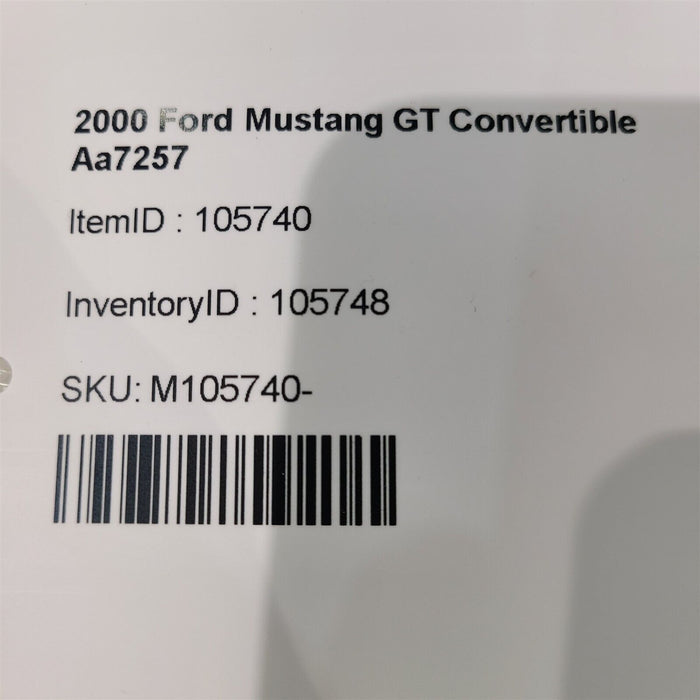 2000 Ford Mustang GT Convertible
Aa7257
ItemID : 105740
InventoryID : 105748
SKU: M105740-